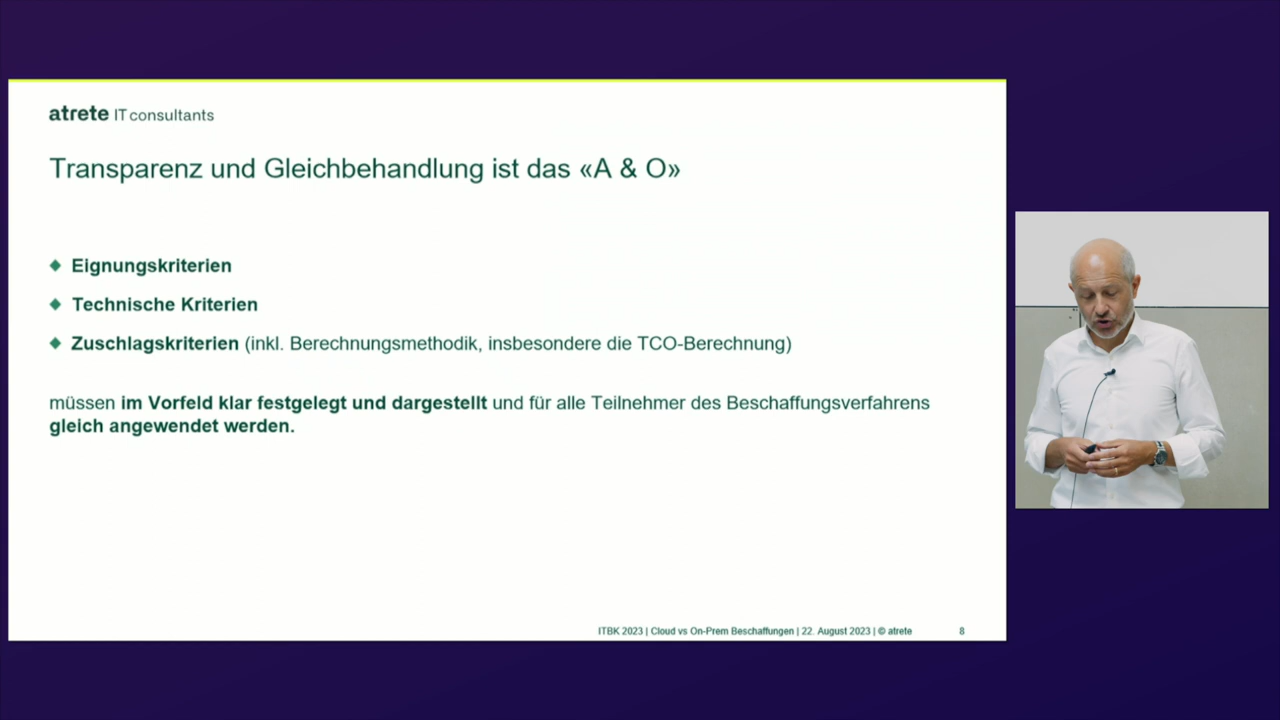 atrete IT consultants
Transparenz und Gleichbehandlung ist das «A & O»
Eignungskriterien
Technische Kriterien
Zuschlagskriterien (inkl. Berechnungsmethodik, insbesondere die TCO-Berechnung)
müssen im Vorfeld klar festgelegt und dargestellt und für alle Teilnehmer des Beschaffungsverfahrens
gleich angewendet werden.
ITBK 2023 | Cloud vs On-Prem Beschaffungen | 22. August 2023 | © atrete 8